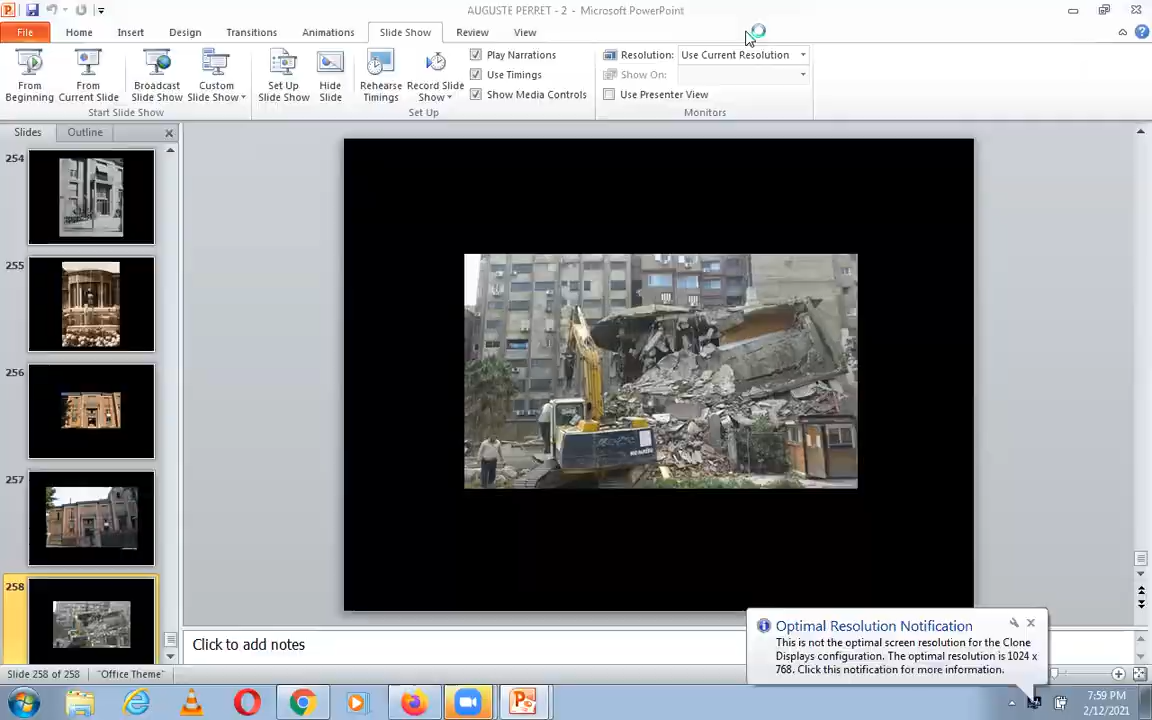 AUGUSTE PERRET - 2 - Microsoft PowerPoint
File Home Insert Design Transitions Animations Slide Show Review View
From Beginning
From Current Slide
Broadcast Slide Show
Custom Slide Show
Set Up Slide Show
Hide Slide
Rehearse Timings
Record Slide Show
Play Narrations
Use Timings
Show Media Controls
Resolution: Use Current Resolution
Show On:
Use Presenter View
Start Slide Show Set Up Monitors
Slides Outline
254
255
256
257
258
Click to add notes
Optimal Resolution Notification
This is not the optimal screen resolution for the Clone
Displays configuration. The optimal resolution is 1024 x
768. Click this notification for more information.
Slide 258 of 258 "Office Theme"
7:59 PM
2/12/2021